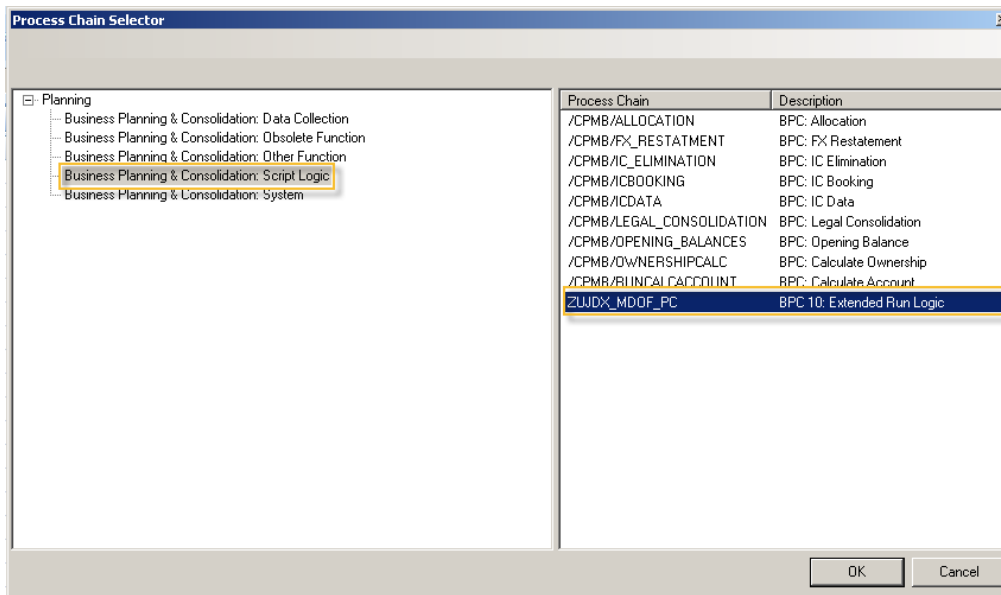 Process Chain Selector
Planning
Business Planning & Consolidation: Data Collection
Business Planning & Consolidation: Obsolete Function
Business Planning & Consolidation: Other Function
Business Planning & Consolidation: Script Logic
Business Planning & Consolidation: System
Process Chain Description
/CPMB/ALLOCATION BPC: Allocation
/CPMB/FX_RESTATMENT BPC: FX Restatement
/CPMB/IC_ELIMINATION BPC: IC Elimination
/CPMB/ICBOOKING BPC: IC Booking
/CPMB/ICDATA BPC: IC Data
/CPMB/LEGAL_CONSOLIDATION BPC: Legal Consolidation
/CPMB/OPENING_BALANCES BPC: Opening Balance
/CPMB/OWNERSHIPCALC BPC: Calculate Ownership
/CPMB/RUNCALCACCOUNT BPC: Calculate Account
ZUJDX_MDOF_PC BPC 10: Extended Run Logic
OK Cancel